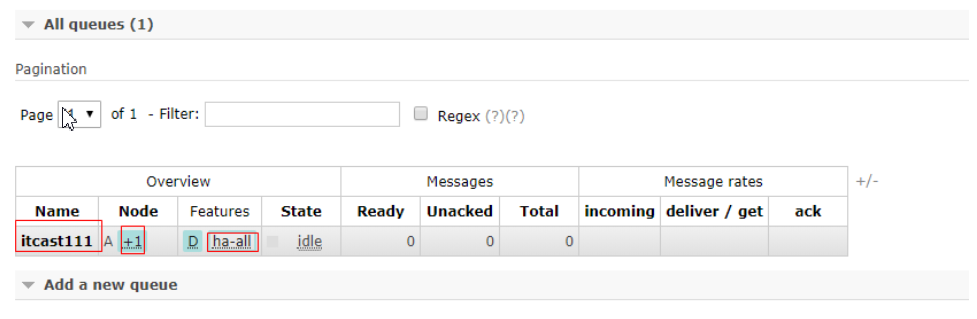 All queues (1)
Pagination
Page 1 of 1 - Filter: Regex (?)(?)
Overview Messages Message rates +/-
Name Node Features State Ready Unacked Total incoming deliver / get ack
itcast111 A +1 D ha-all idle 0 0 0
Add a new queue